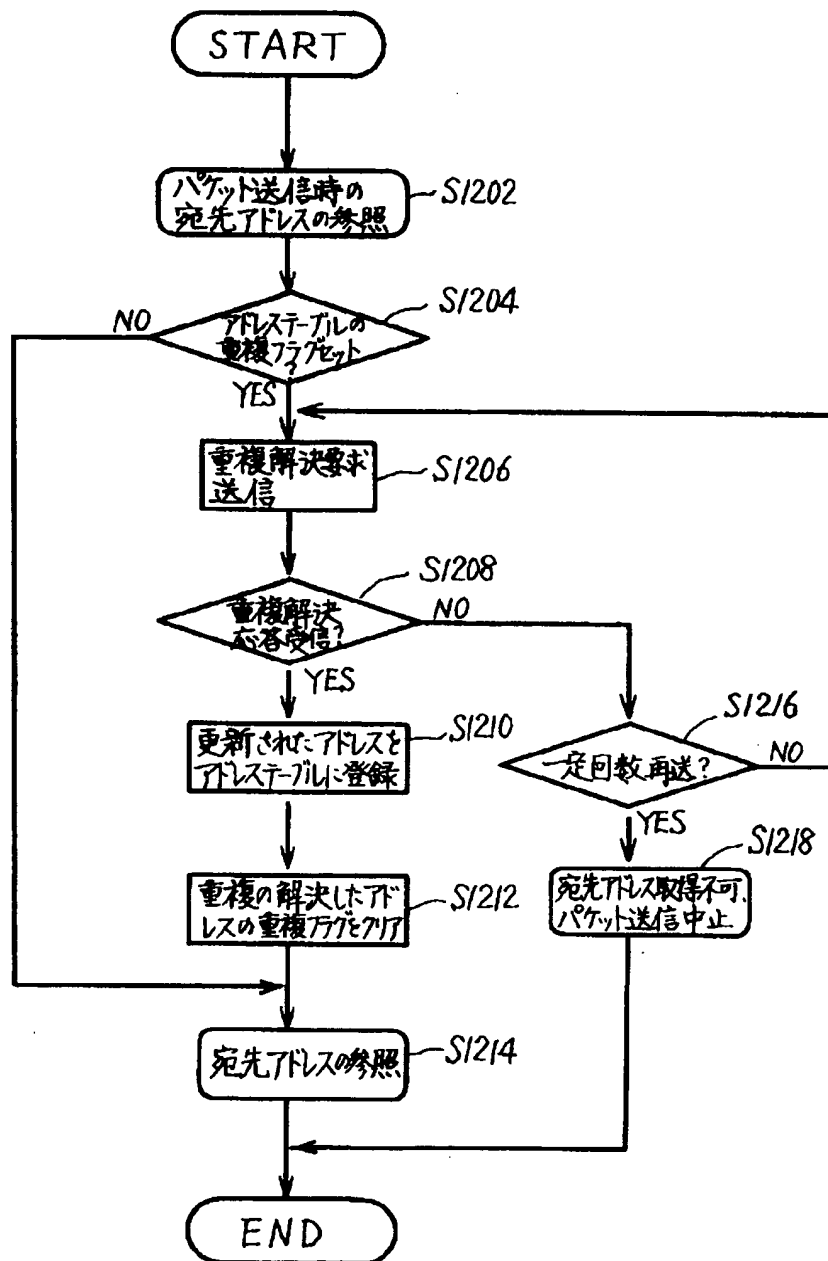 START
パケット送信時の
宛先アドレスの参照
S1202
アドレステーブルの
重複フラグセット
?
S1204
NO
YES
重複解決要求
送信
S1206
重複解決
応答受信?
S1208
NO
YES
更新されたアドレスを
アドレステーブルに登録
S1210
一定回数再送?
S1216
NO
YES
重複の解決したアド
レスの重複フラグをクリア
S1212
宛先アドレス取得不可、
パケット送信中止
S1218
宛先アドレスの参照
S1214
END